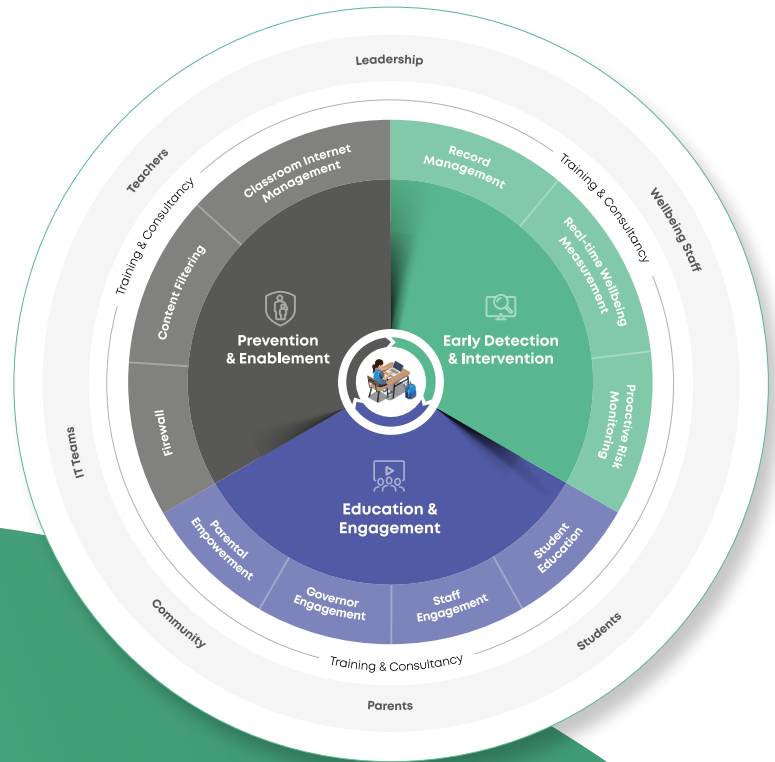 Leadership
Teachers
Wellbeing Staff
IT Teams
Community
Students
Parents
Training & Consultancy
Training & Consultancy
Training & Consultancy
Classroom Internet
Management
Content Filtering
Firewall
Record
Management
Real-time Wellbeing
Measurement
Proactive Risk
Monitoring
Prevention
& Enablement
Early Detection
& Intervention
Education &
Engagement
Parental
Empowerment
Governor
Engagement
Staff
Engagement
Student
Education